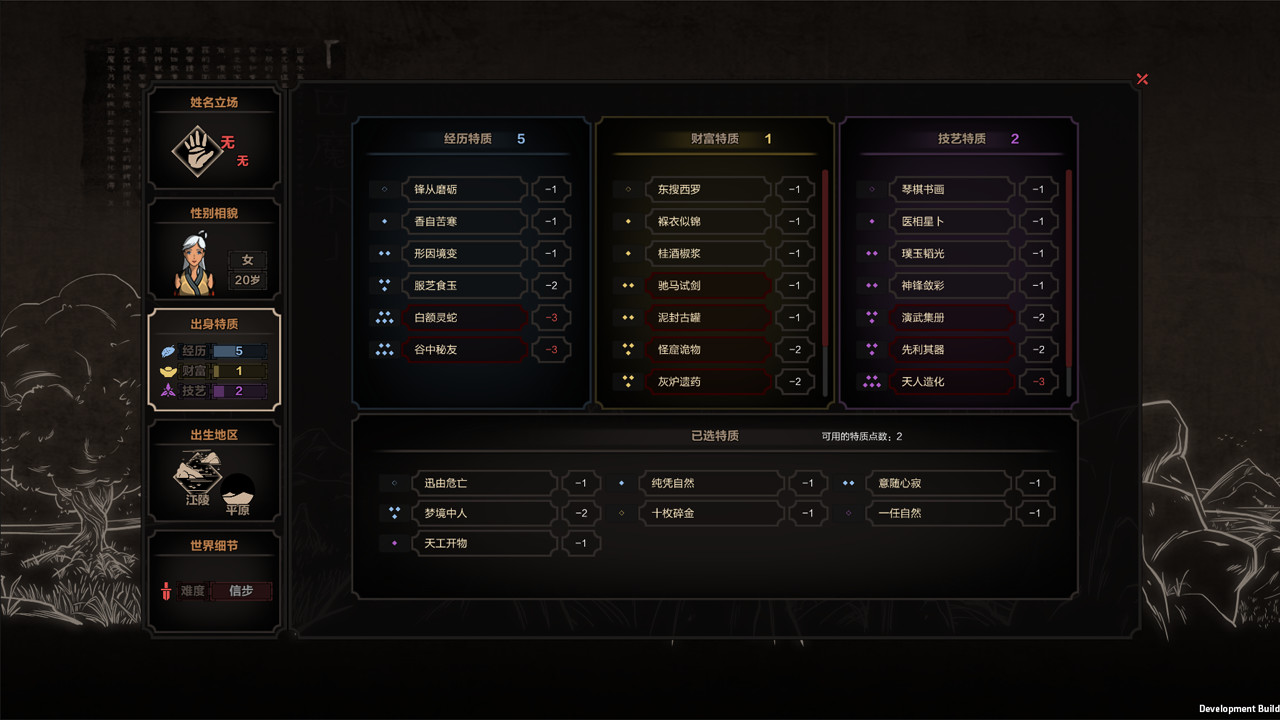 姓名立场
无
无
性别相貌
女
20岁
出身特质
经历 5
财富 1
技艺 2
出生地区
江陵
平原
世界细节
难度 信步
经历特质 5
锋从磨砺 -1
香自苦寒 -1
形因境变 -1
服芝食玉 -2
白额灵蛇 -3
谷中秘友 -3
财富特质 1
东搜西罗 -1
褓衣似锦 -1
桂酒椒浆 -1
驰马试剑 -1
泥封古罐 -1
怪窟诡物 -2
灰炉遗药 -2
技艺特质 2
琴棋书画 -1
医相星卜 -1
璞玉韬光 -1
神锋敛彩 -1
演武集册 -2
先利其器 -2
天人造化 -3
已选特质 可用的特质点数：2
迅由危亡 -1 纯凭自然 -1 意随心寂 -1
梦境中人 -2 十枚碎金 -1 一任自然 -1
天工开物 -1
Development Build